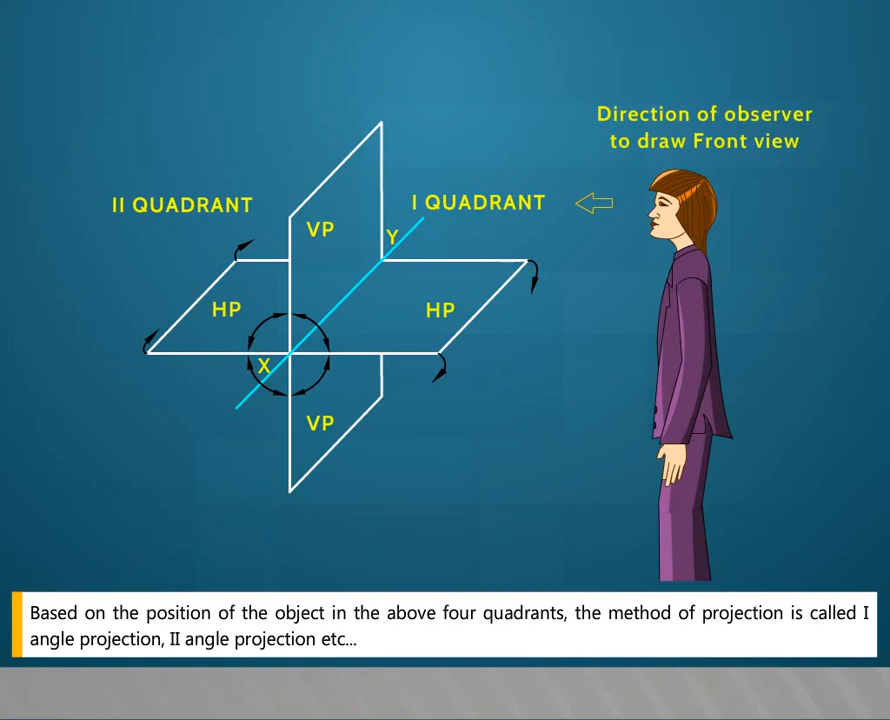 Direction of observer
to draw Front view
II QUADRANT
I QUADRANT
VP
Y
HP
HP
X
VP
Based on the position of the object in the above four quadrants, the method of projection is called I
angle projection, II angle projection etc...